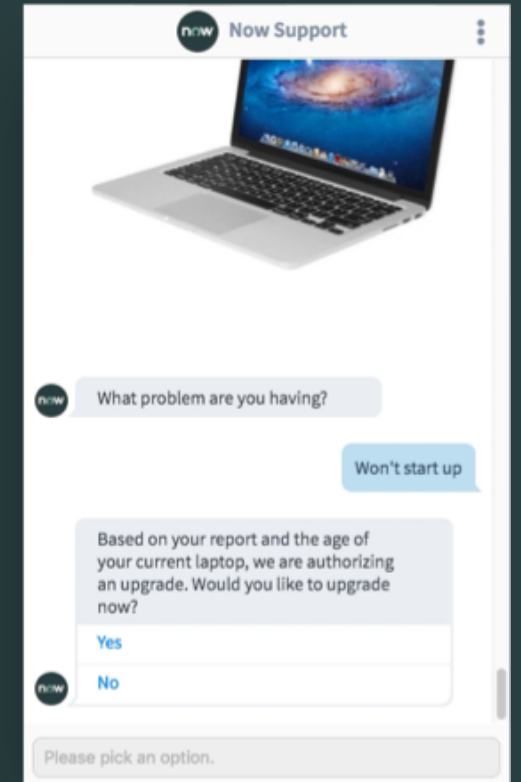 now Now Support
now What problem are you having?
Won't start up
Based on your report and the age of
your current laptop, we are authorizing
an upgrade. Would you like to upgrade
now?
Yes
now No
Please pick an option.